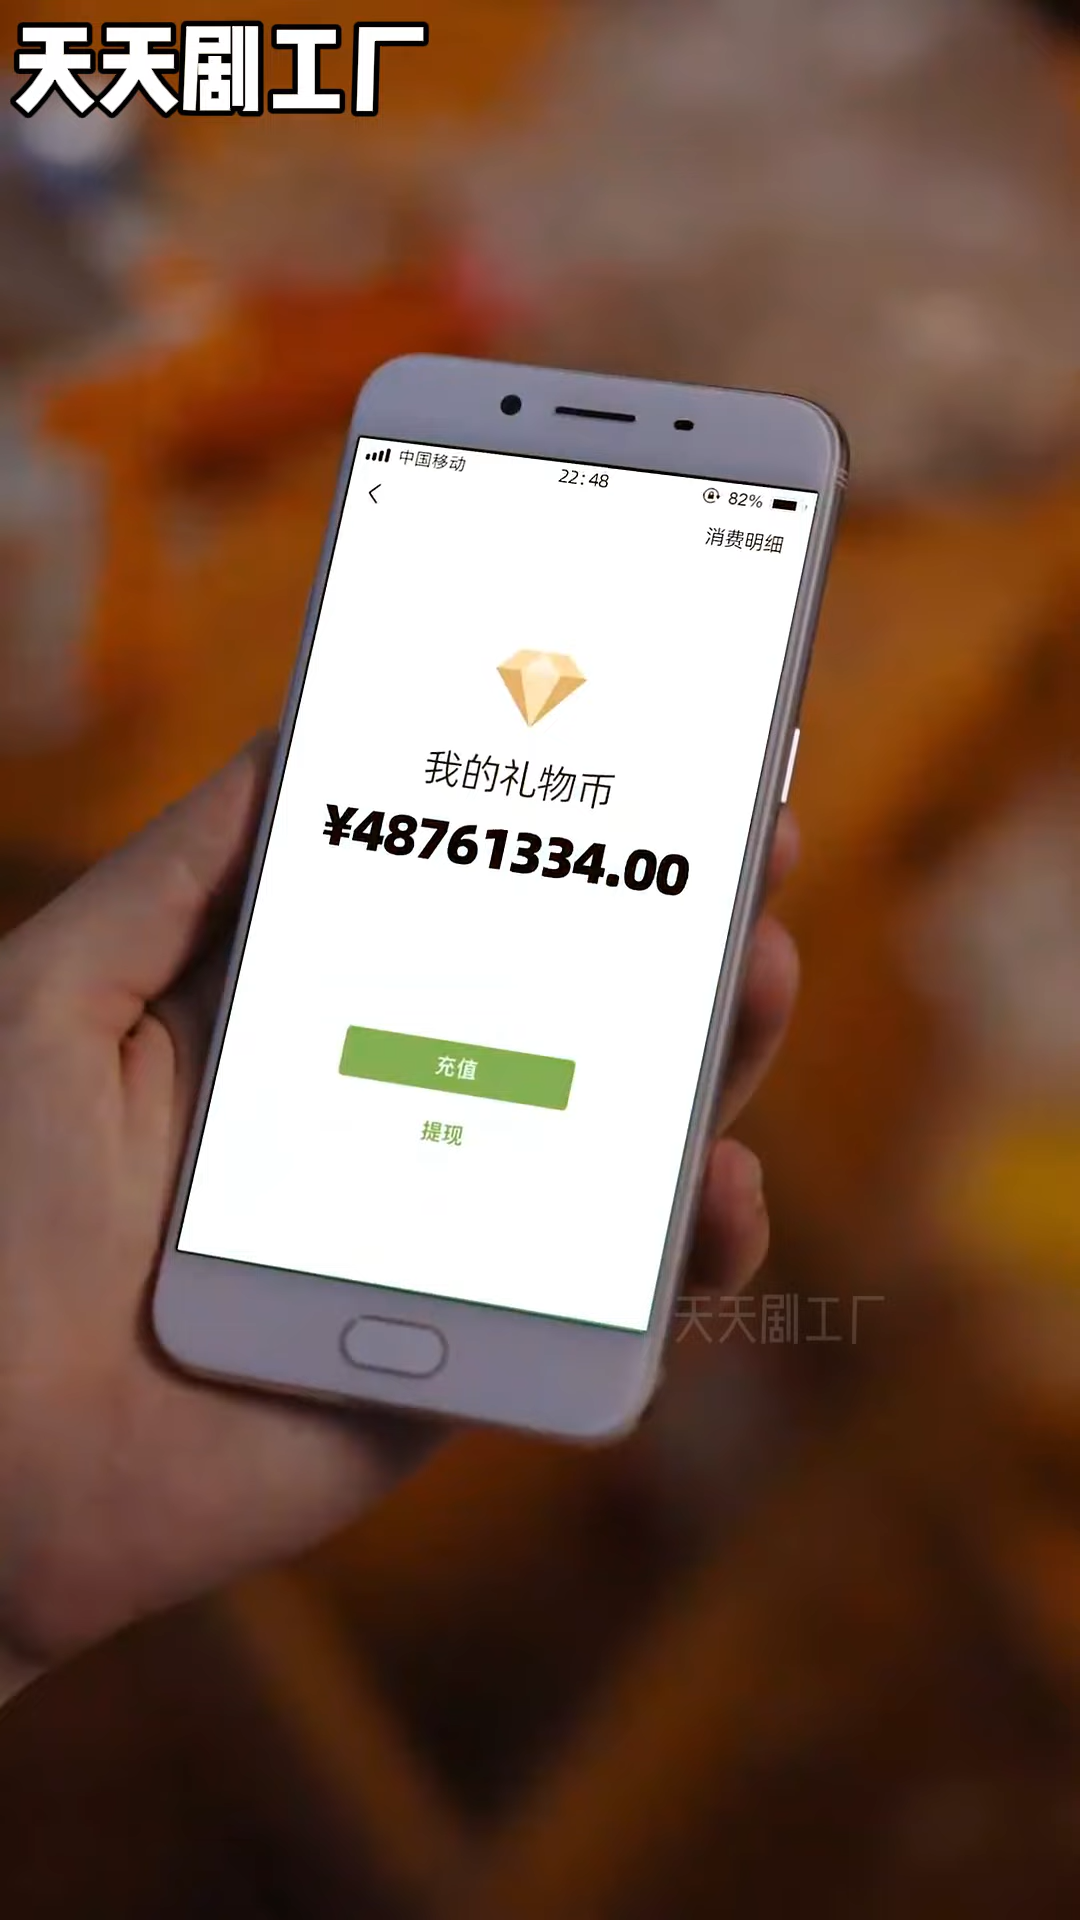 天天剧工厂
中国移动
22:48
82%
消费明细
我的礼物币
¥48761334.00
充值
提现
天天剧工厂